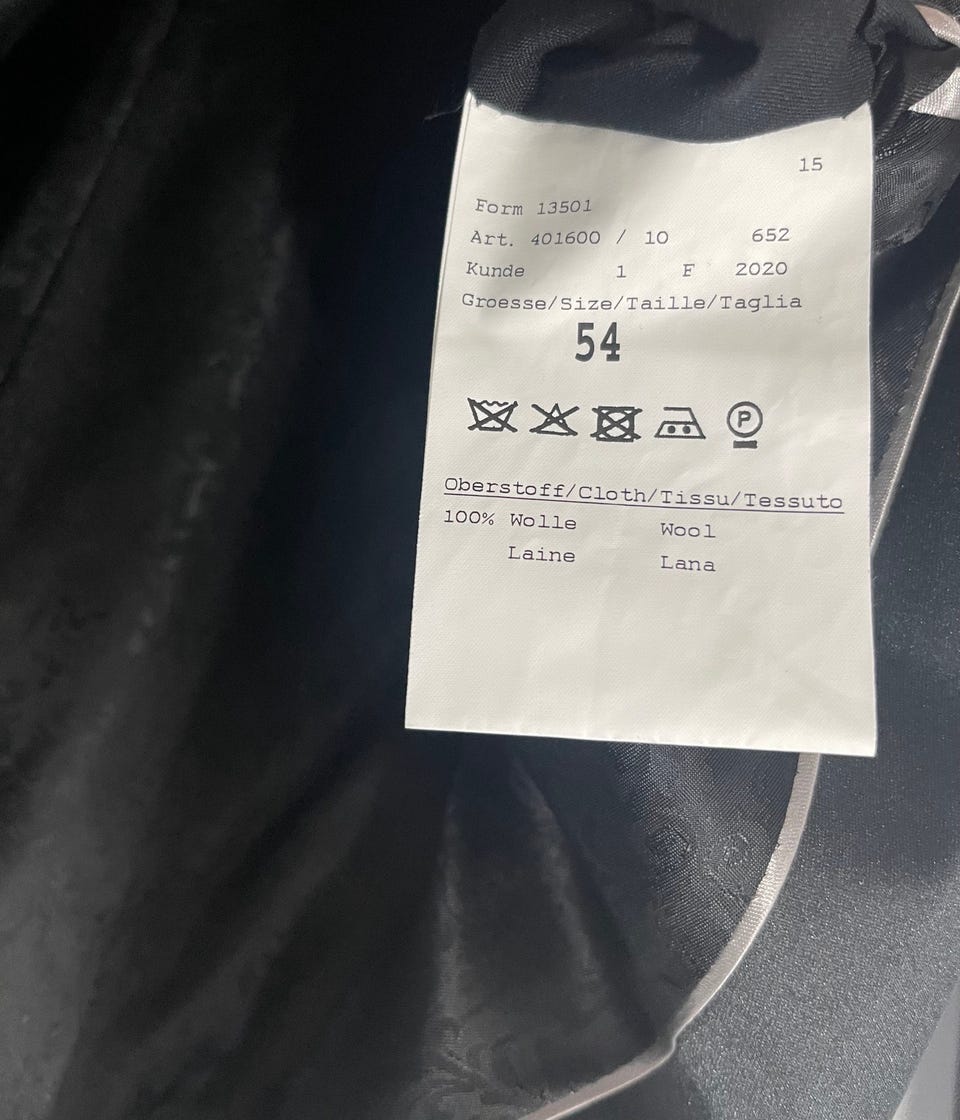 15
Form 13501
Art. 401600 / 10 652
Kunde 1 F 2020
Groesse/Size/Taille/Taglia
54
P
Oberstoff/Cloth/Tissu/Tessuto
100% Wolle Wool
Laine Lana